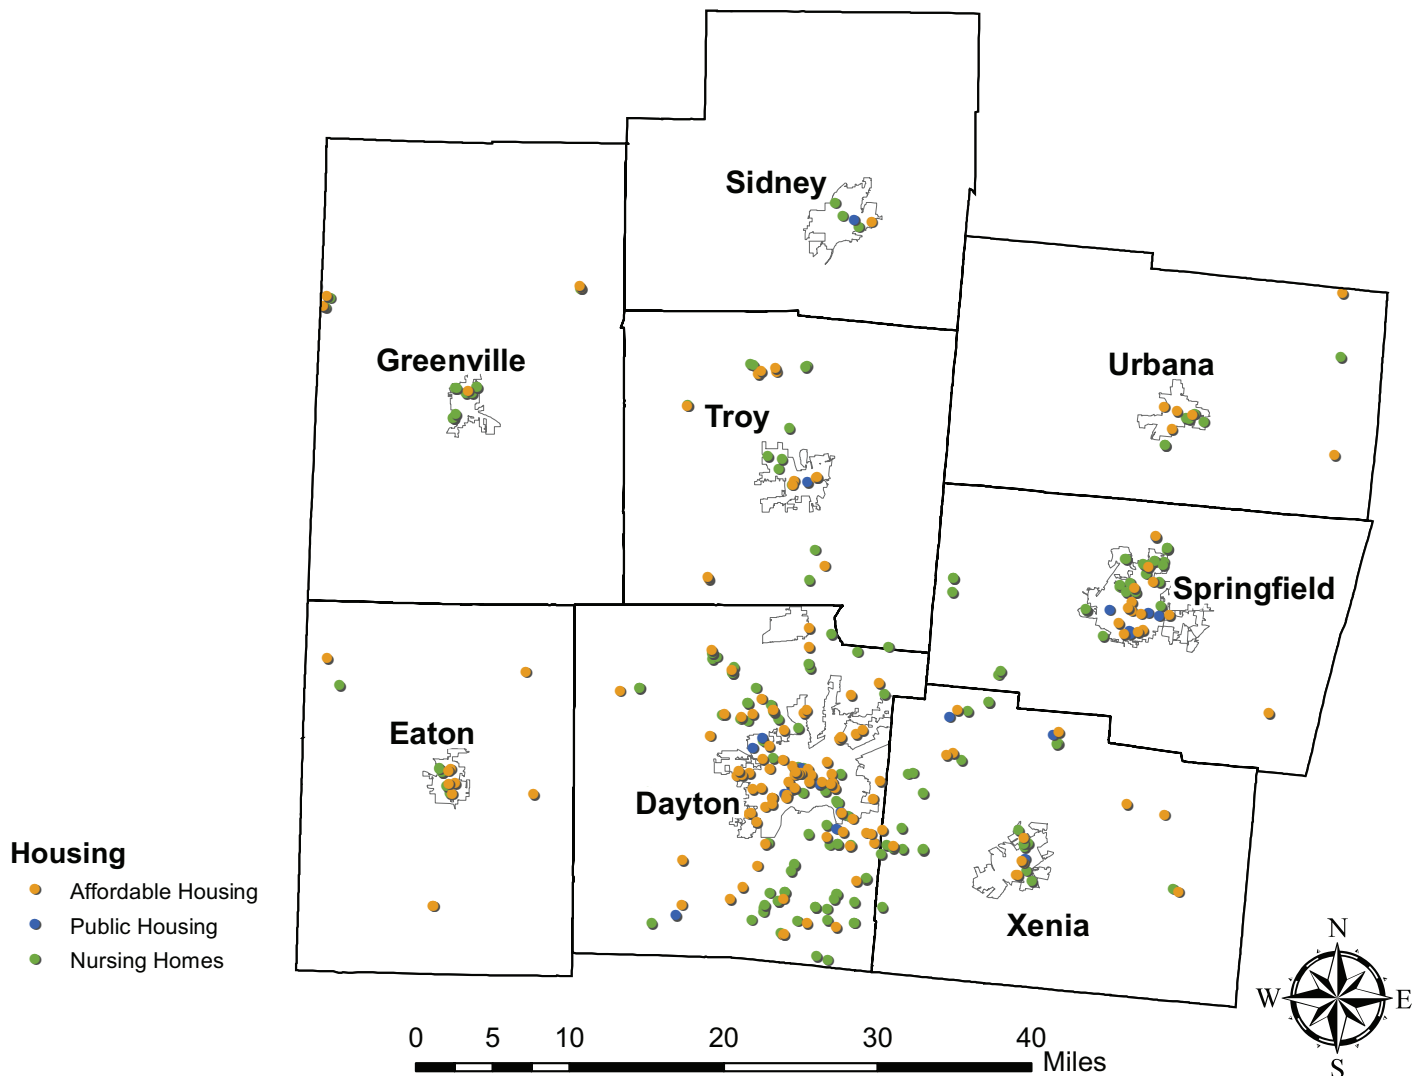 Sidney
Greenville
Urbana
Troy
Springfield
Eaton
Dayton
Xenia
Housing
Affordable Housing
Public Housing
Nursing Homes
N
W E
S
0 5 10 20 30 40
Miles